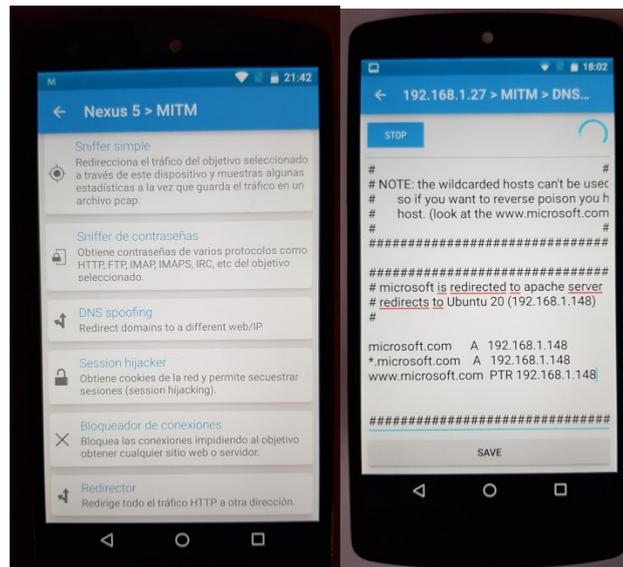 M
21:42
Nexus 5 > MITM
Sniffer simple
Redirecciona el tráfico del objetivo seleccionado
a través de este dispositivo y muestras algunas
estadísticas a la vez que guarda el tráfico en un
archivo pcap.
Sniffer de contraseñas
Obtiene contraseñas de varios protocolos como
HTTP, FTP, IMAP, IMAPS, IRC, etc del objetivo
seleccionado.
DNS spoofing
Redirect domains to a different web/IP
Session hijacker
Obtiene cookies de la red y permite secuestrar
sesiones (session hijacking).
Bloqueador de conexiones
Bloquea las conexiones impidiendo al objetivo
obtener cualquier sitio web o servidor.
Redirector
Redirige todo el tráfico HTTP a otra dirección.
18:02
192.168.1.27 > MITM > DNS...
STOP
# #
# NOTE: the wildcarded hosts can't be used
# so if you want to reverse poison you h
# host. (look at the www.microsoft.com
# #
##############################
##############################
# microsoft is redirected to apache server
# redirects to Ubuntu 20 (192.168.1.148)
#
microsoft.com A 192.168.1.148
*.microsoft.com A 192.168.1.148
www.microsoft.com PTR 192.168.1.148
##############################
SAVE